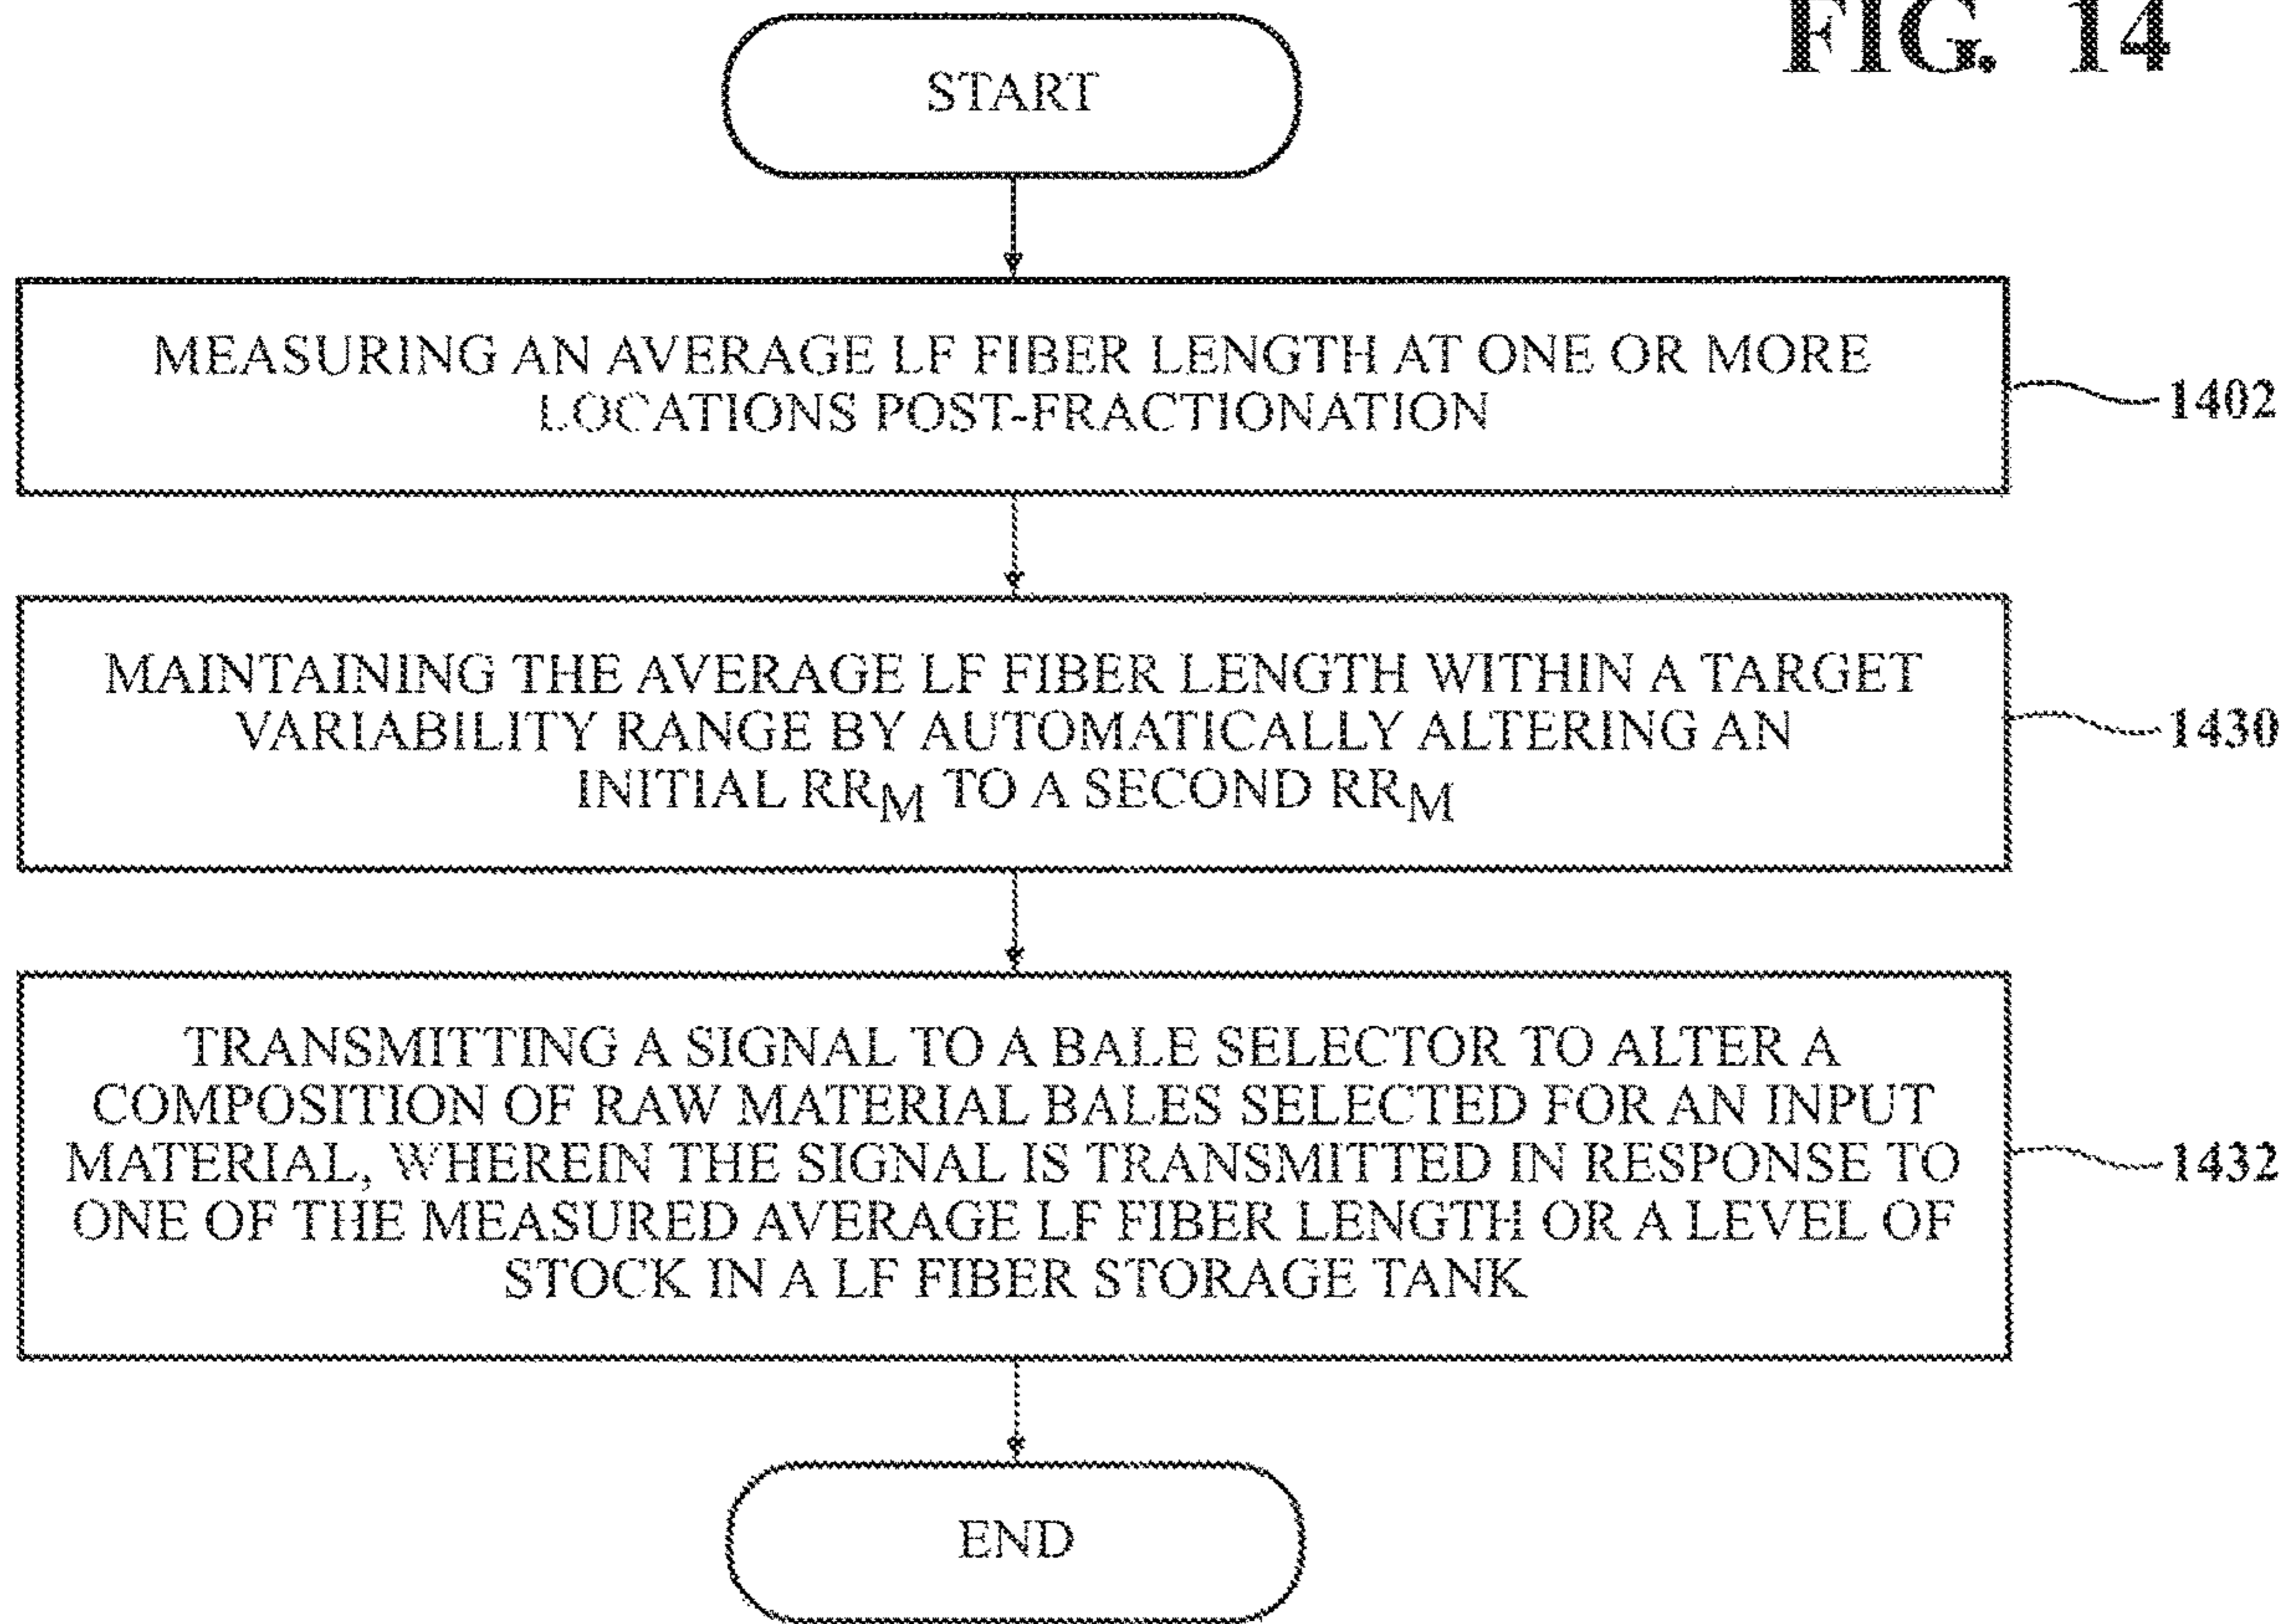 FIG. 14
START
MEASURING AN AVERAGE LF FIBER LENGTH AT ONE OR MORE
LOCATIONS POST-FRACTIONATION
1402
MAINTAINING THE AVERAGE LF FIBER LENGTH WITHIN A TARGET
VARIABILITY RANGE BY AUTOMATICALLY ALTERING AN
INITIAL RRM TO A SECOND RRM
1430
TRANSMITTING A SIGNAL TO A BALE SELECTOR TO ALTER A
COMPOSITION OF RAW MATERIAL BALES SELECTED FOR AN INPUT
MATERIAL, WHEREIN THE SIGNAL IS TRANSMITTED IN RESPONSE TO
ONE OF THE MEASURED AVERAGE LF FIBER LENGTH OR A LEVEL OF
STOCK IN A LF FIBER STORAGE TANK
1432
END